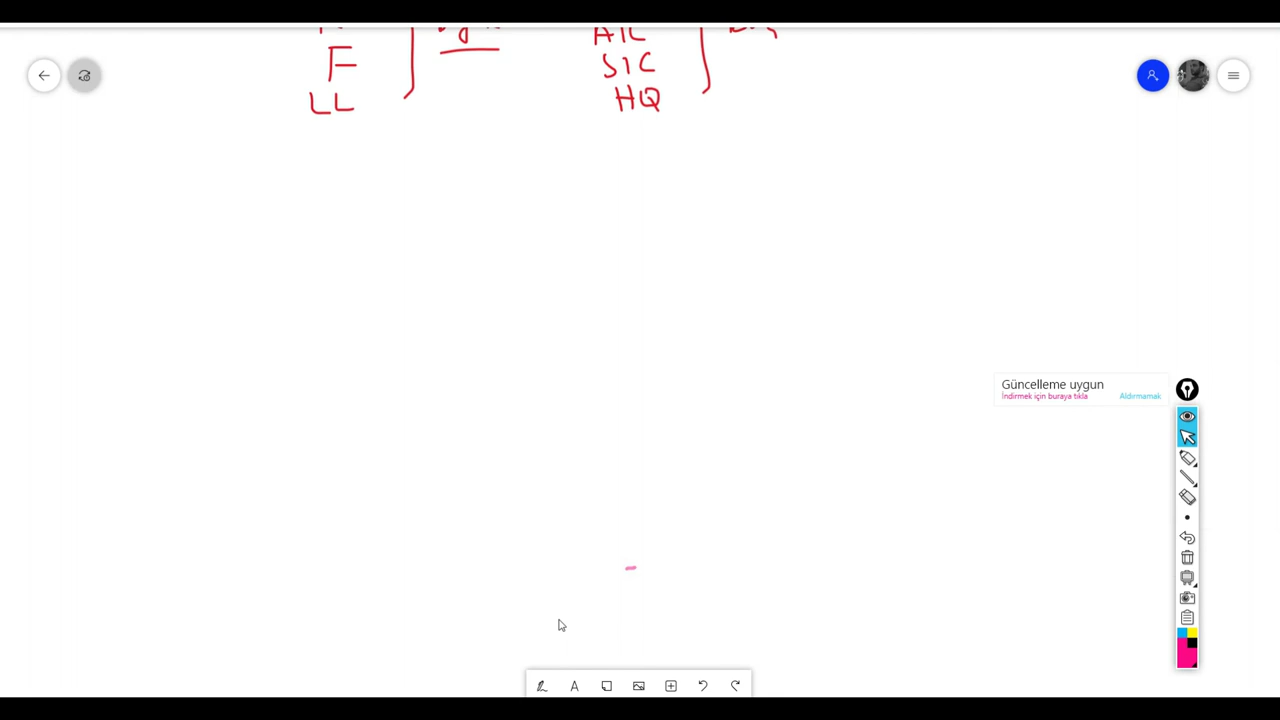 AIC
F
SIC
LL
HQ
Güncelleme uygun
İndirmek için buraya tıkla Aldırmamak
A